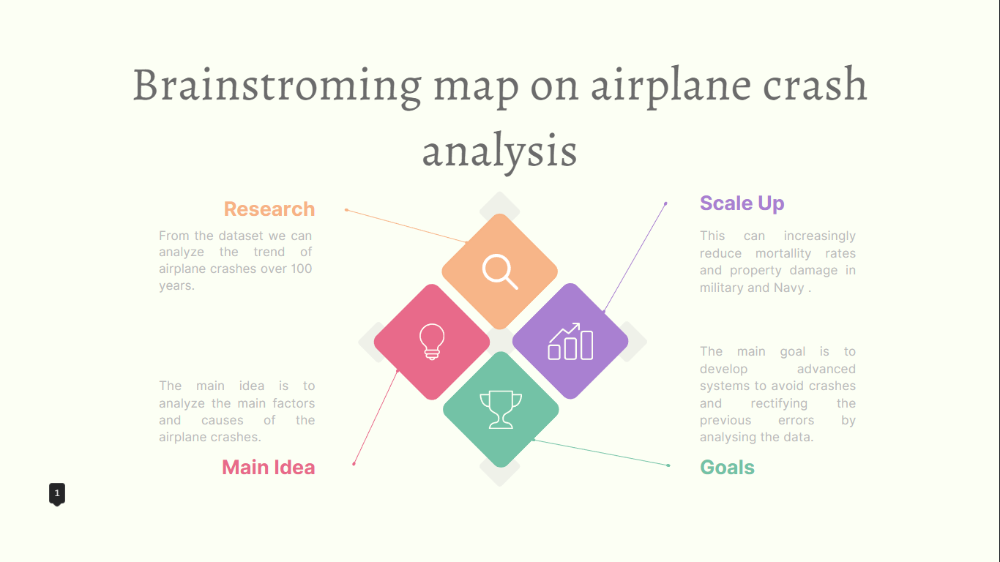 Brainstroming map on airplane crash
analysis
Research
From the dataset we can
analyze the trend of
airplane crashes over 100
years.
Scale Up
This can increasingly
reduce mortallity rates
and property damage in
military and Navy .
The main idea is to
analyze the main factors
and causes of the
airplane crashes.
Main Idea
The main goal is to
develop advanced
systems to avoid crashes
and rectifying the
previous errors by
analysing the data.
Goals
1